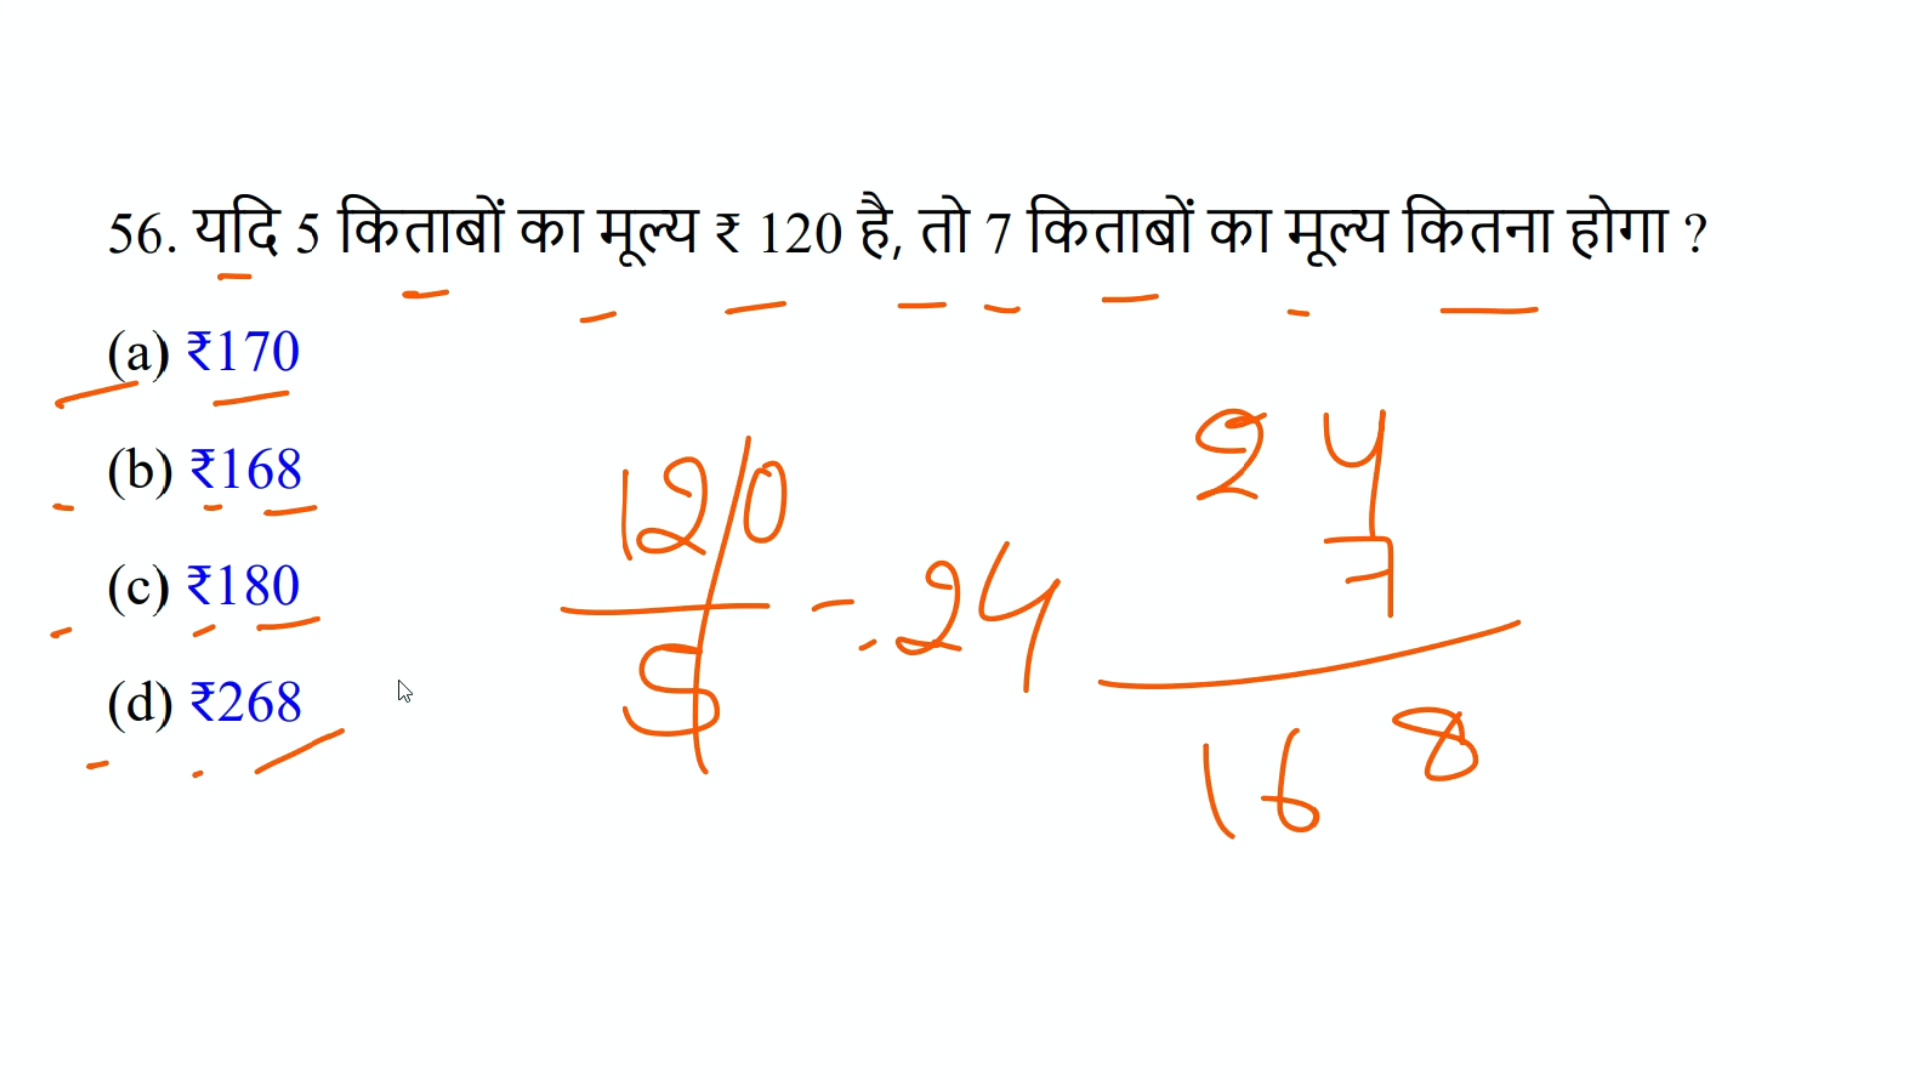 56. यदि 5 किताबों का मूल्य ₹ 120 है, तो 7 किताबों का मूल्य कितना होगा ?
(a) ₹170
(b) ₹168
(c) ₹180
(d) ₹268
120
5
= 24
24
7
168